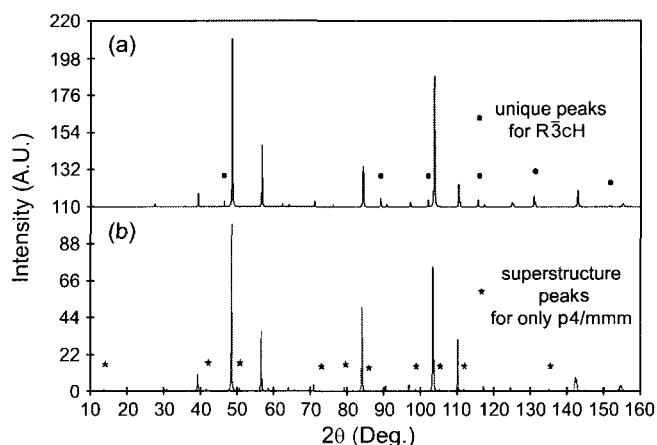 220
(a)
198
176
unique peaks
for R3̅cH
154
132
110
Intensity (A.U.)
(b)
88
superstructure
peaks
for only p4/mmm
66
44
22
0
10 20 30 40 50 60 70 80 90 100 110 120 140 160
2θ (Deg.)